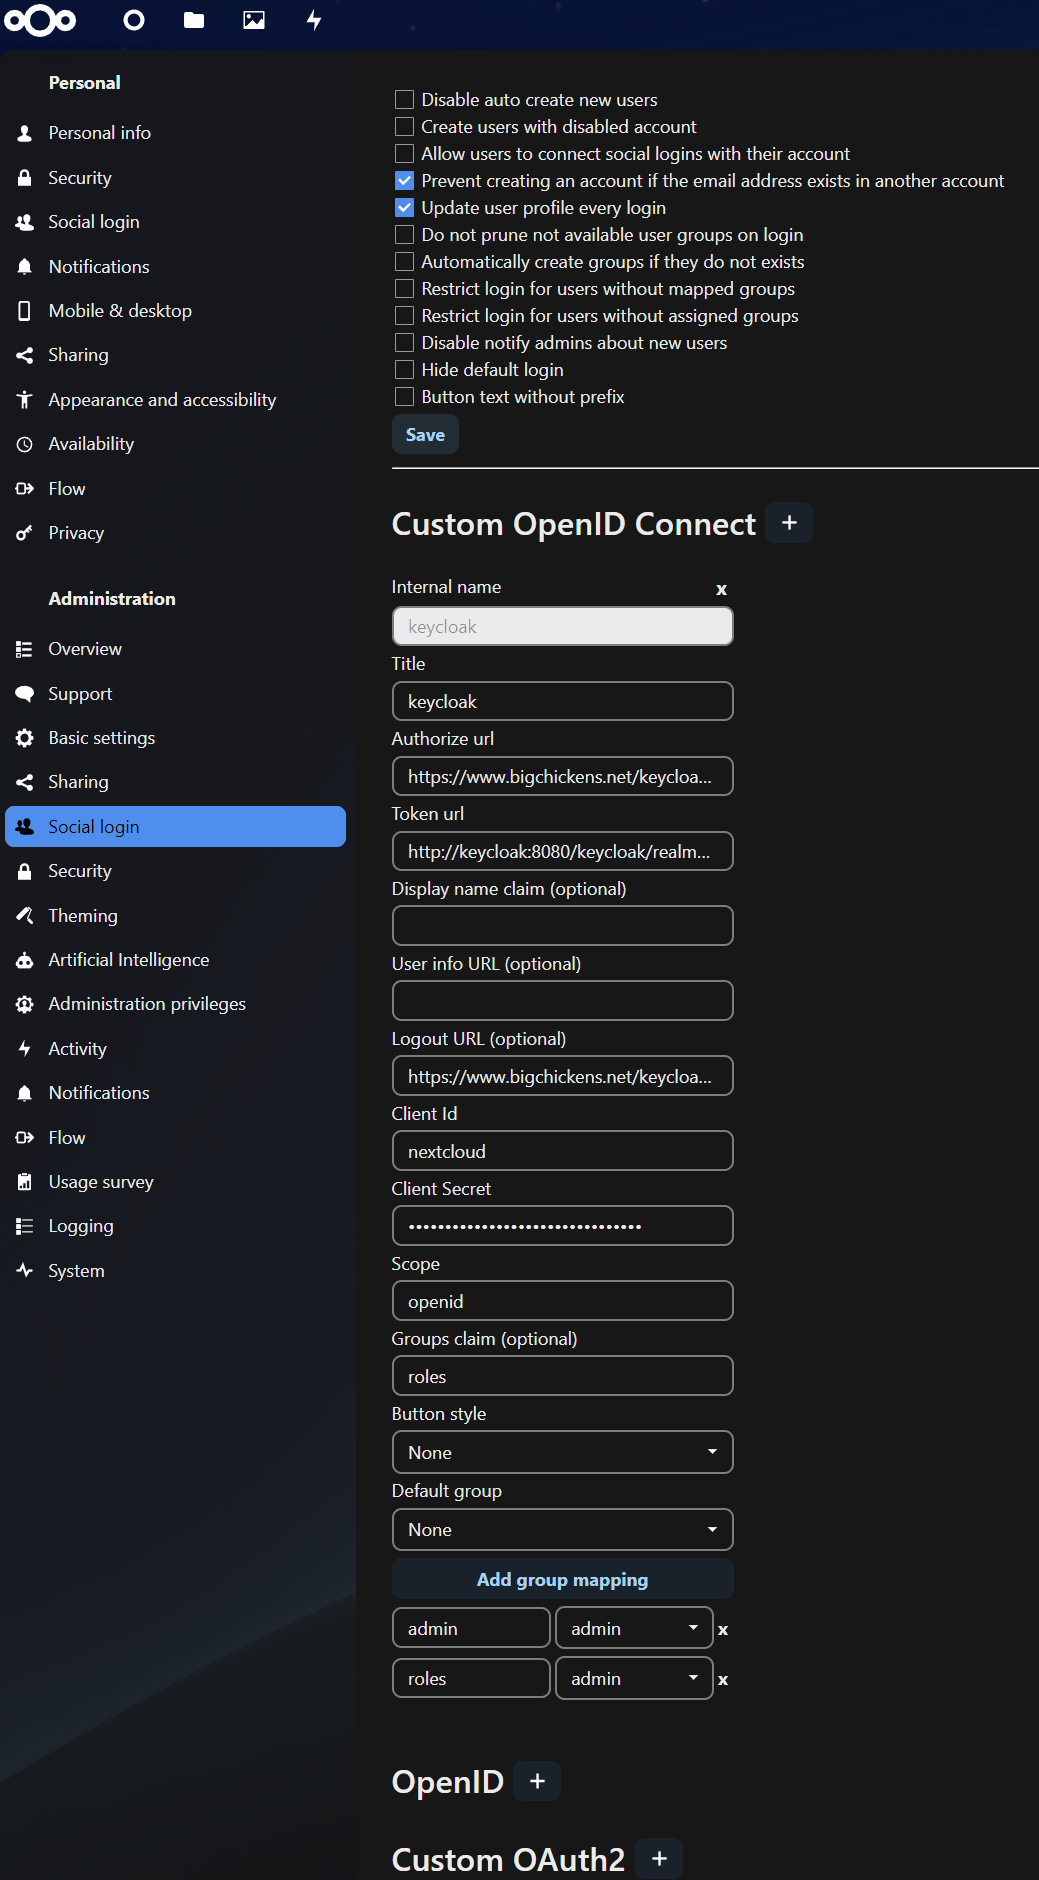 Personal
Personal info
Security
Social login
Notifications
Mobile & desktop
Sharing
Appearance and accessibility
Availability
Flow
Privacy
Administration
Overview
Support
Basic settings
Sharing
Social login
Security
Theming
Artificial Intelligence
Administration privileges
Activity
Notifications
Flow
Usage survey
Logging
System
Disable auto create new users
Create users with disabled account
Allow users to connect social logins with their account
Prevent creating an account if the email address exists in another account
Update user profile every login
Do not prune not available user groups on login
Automatically create groups if they do not exists
Restrict login for users without mapped groups
Restrict login for users without assigned groups
Disable notify admins about new users
Hide default login
Button text without prefix
Save
Custom OpenID Connect +
Internal name x
keycloak
Title
keycloak
Authorize url
https://www.bigchickens.net/keycloa...
Token url
http://keycloak:8080/keycloak/realm...
Display name claim (optional)
User info URL (optional)
Logout URL (optional)
https://www.bigchickens.net/keycloa...
Client Id
nextcloud
Client Secret
••••••••••••••••••••••••••••••••
Scope
openid
Groups claim (optional)
roles
Button style
None
Default group
None
Add group mapping
admin admin x
roles admin x
OpenID +
Custom OAuth2 +